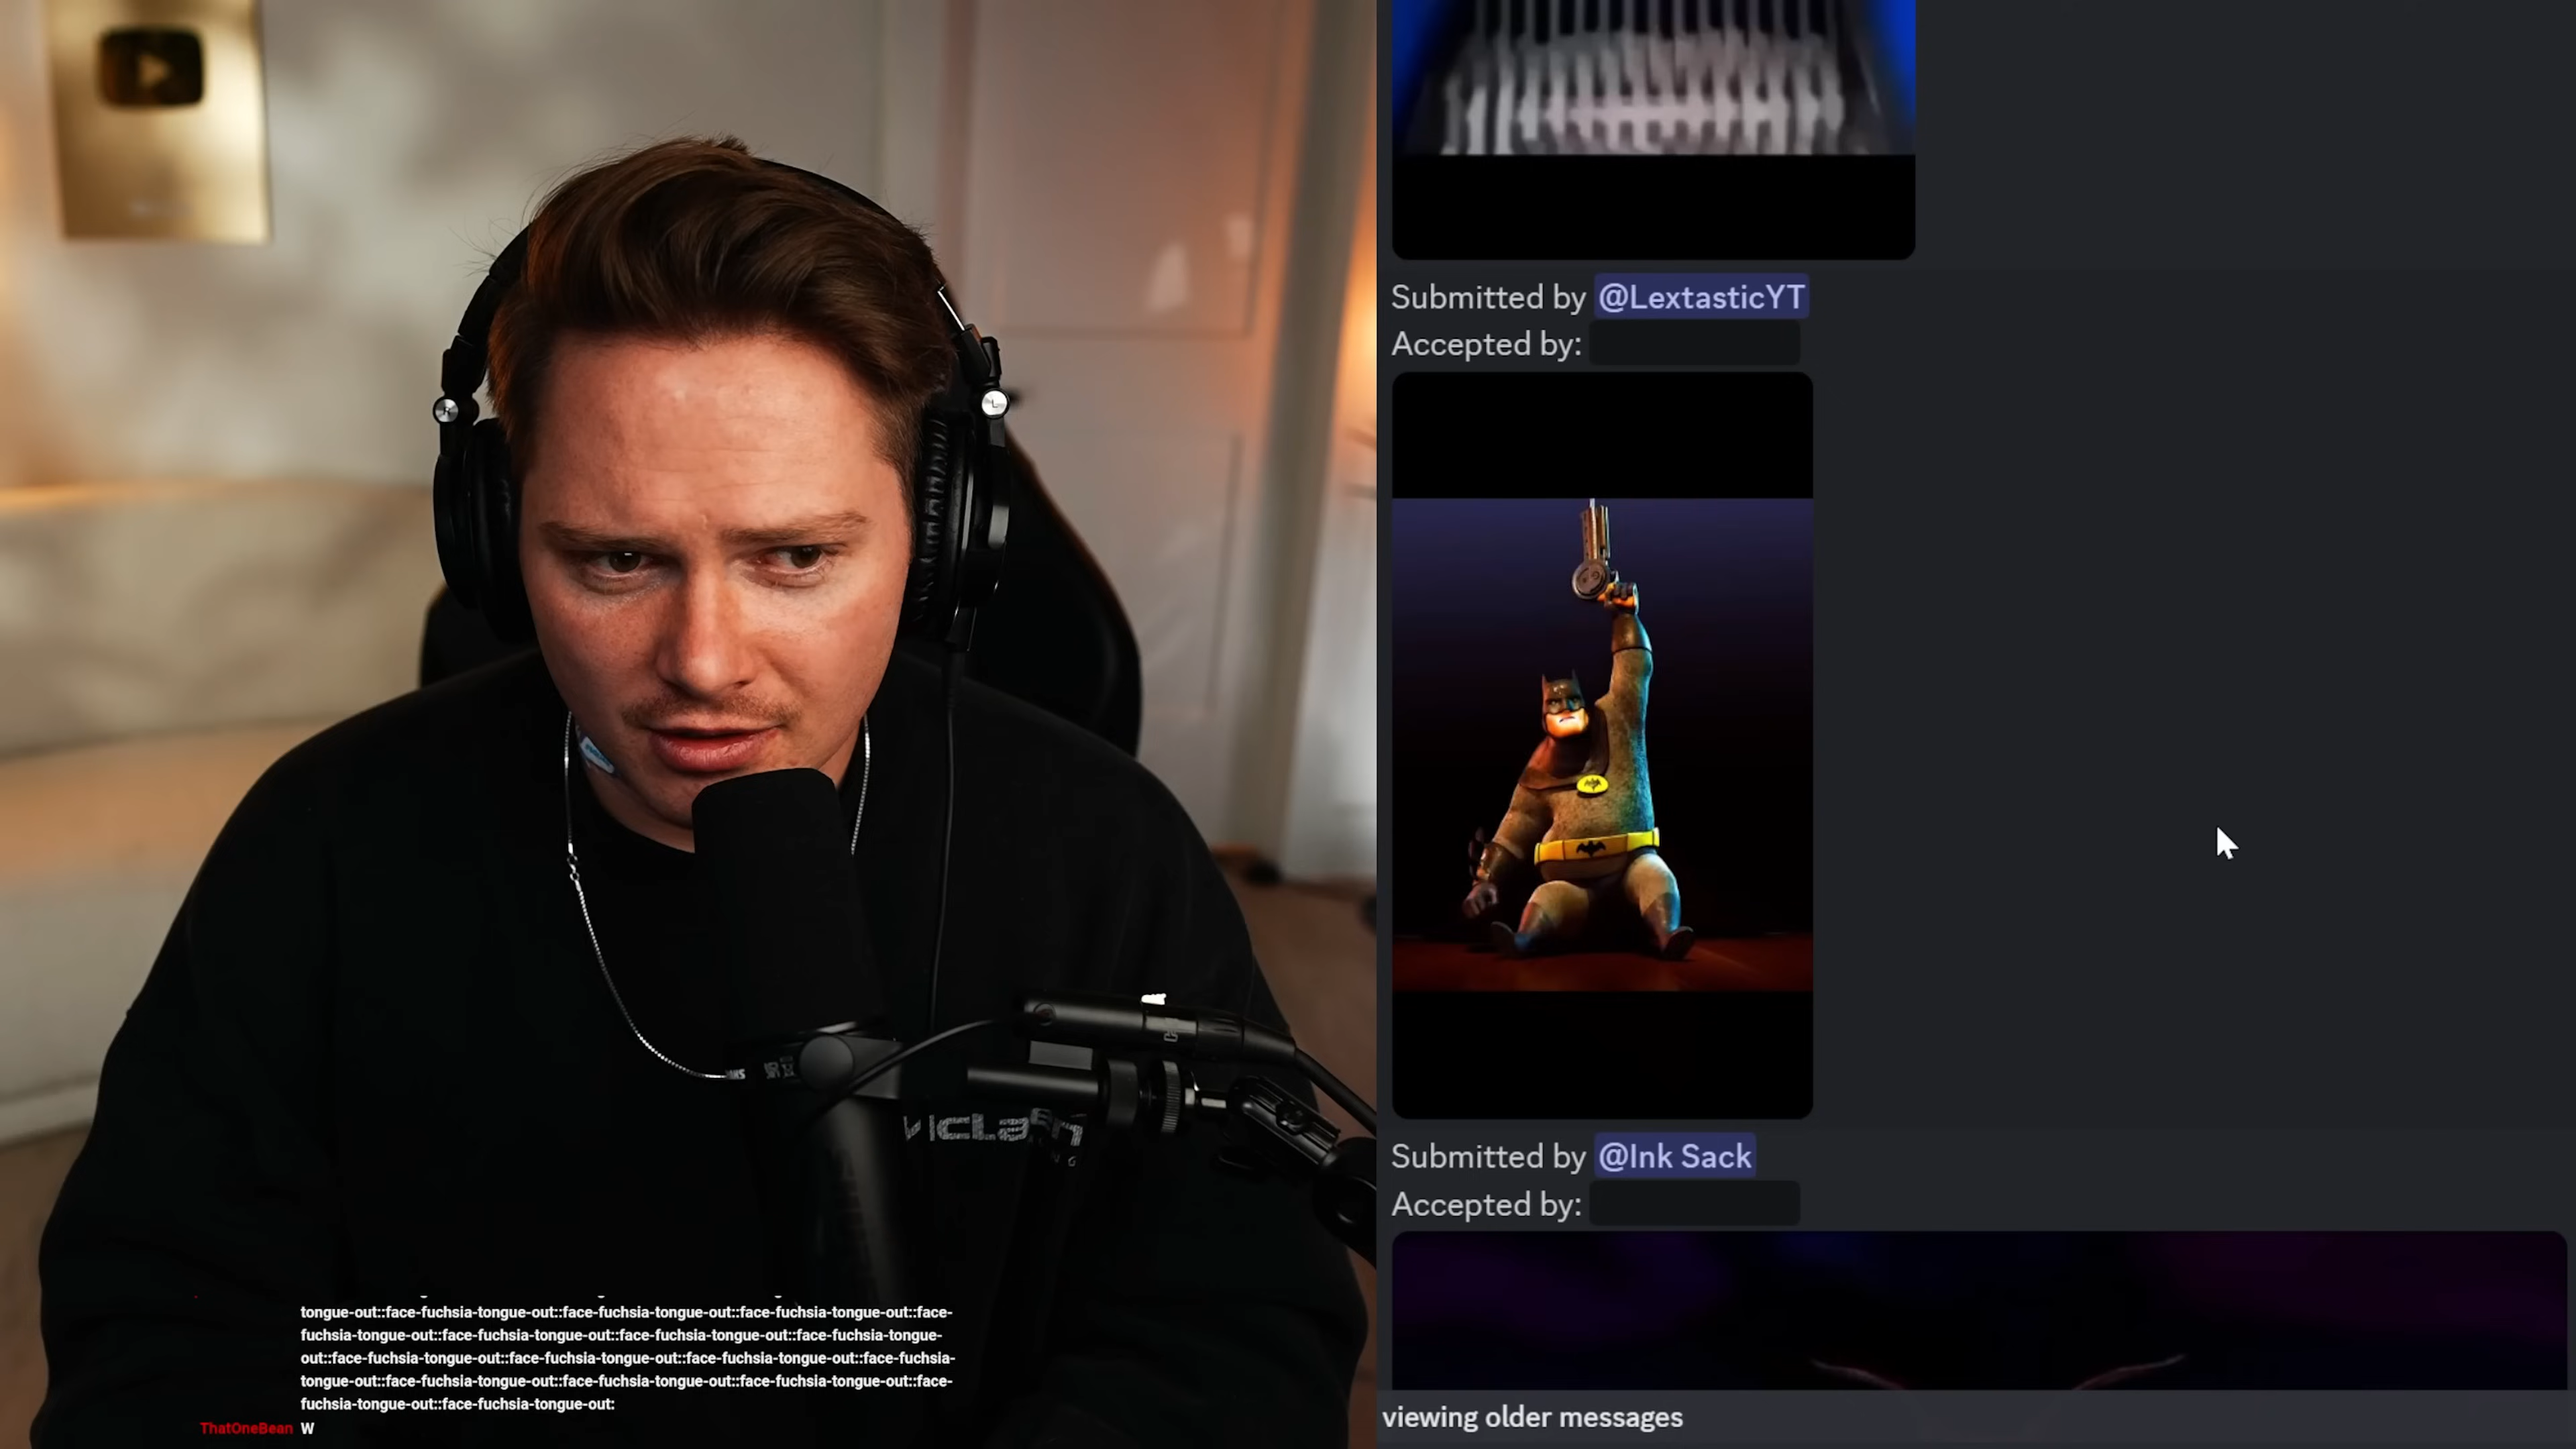 R
L
tongue-out::face-fuchsia-tongue-out::face-fuchsia-tongue-out::face-fuchsia-tongue-out::face-
fuchsia-tongue-out::face-fuchsia-tongue-out::face-fuchsia-tongue-out::face-fuchsia-tongue-
out::face-fuchsia-tongue-out::face-fuchsia-tongue-out::face-fuchsia-tongue-out::face-fuchsia-
tongue-out::face-fuchsia-tongue-out::face-fuchsia-tongue-out::face-fuchsia-tongue-out::face-
fuchsia-tongue-out::face-fuchsia-tongue-out:
ThatOneBean W
Submitted by @LextasticYT
Accepted by:
Submitted by @Ink Sack
Accepted by:
viewing older messages